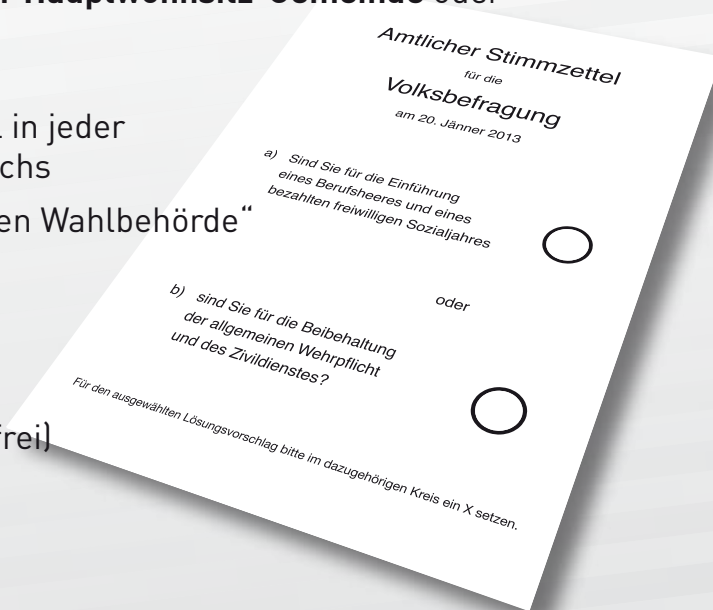 Hauptwohnsitz-Gemeinde oder
in jeder
chs
en Wahlbehörde“
frei)
Amtlicher Stimmzettel
für die
Volksbefragung
am 20. Jänner 2013
a) Sind Sie für die Einführung
eines Berufsheeres und eines
bezahlten freiwilligen Sozialjahres
oder
b) sind Sie für die Beibehaltung
der allgemeinen Wehrpflicht
und des Zivildienstes?
Für den ausgewählten Lösungsvorschlag bitte im dazugehörigen Kreis ein X setzen.